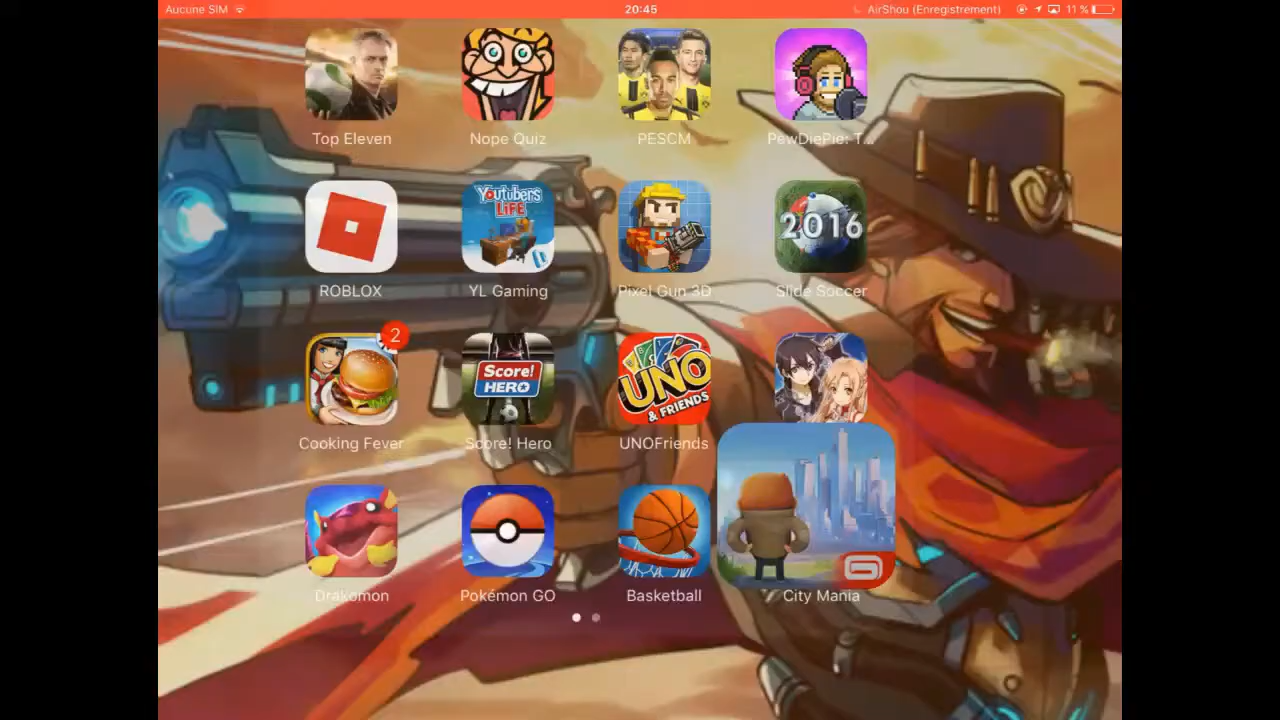 Aucune SIM
20:45
AirShou (Enregistrement)
11 %
Top Eleven
Nope Quiz
PESCM
PewDiePie: T...
Youtubers
LiFE
2016
ROBLOX
YL Gaming
Pixel Gun 3D
Slide Soccer
2
Score!
HERO
UNO
& FRIENDS
Cooking Fever
Score! Hero
UNOFriends
Drakomon
Pokémon GO
Basketball
City Mania